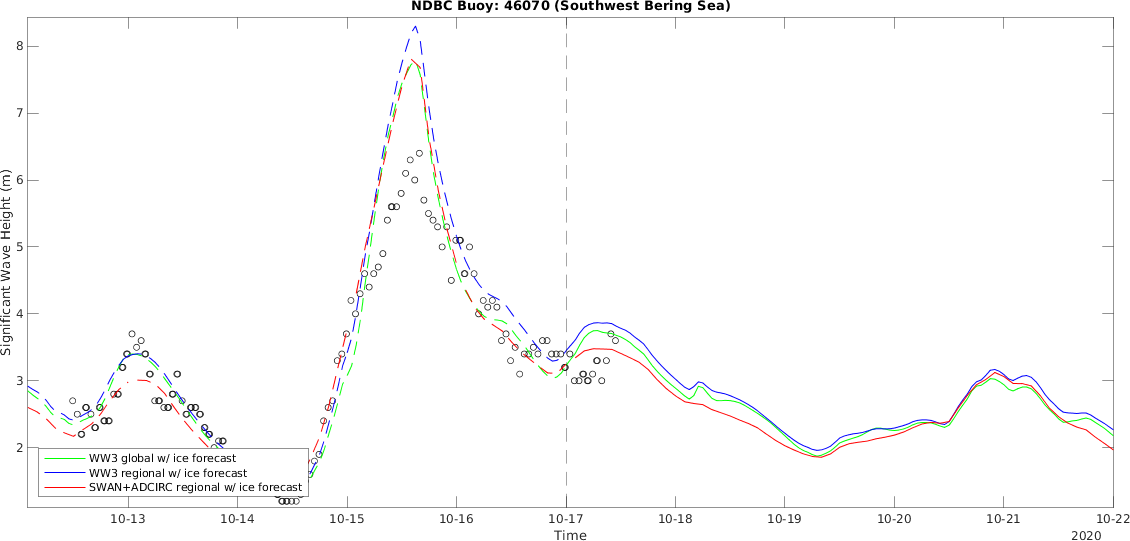 NDBC Buoy: 46070 (Southwest Bering Sea)
8
7
6
5
4
3
2
Significant Wave Height (m)
WW3 global w/ ice forecast
WW3 regional w/ ice forecast
SWAN+ADCIRC regional w/ ice forecast
10-13 10-14 10-15 10-16 10-17 10-18 10-19 10-20 10-21 10-22
Time
2020